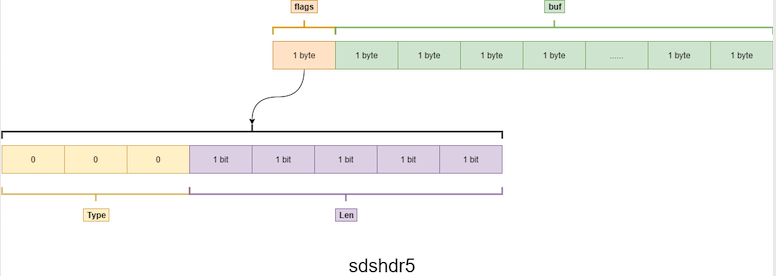 flags buf
1 byte 1 byte 1 byte 1 byte 1 byte ...... 1 byte 1 byte
0 0 0 1 bit 1 bit 1 bit 1 bit 1 bit
Type Len
sdshdr5